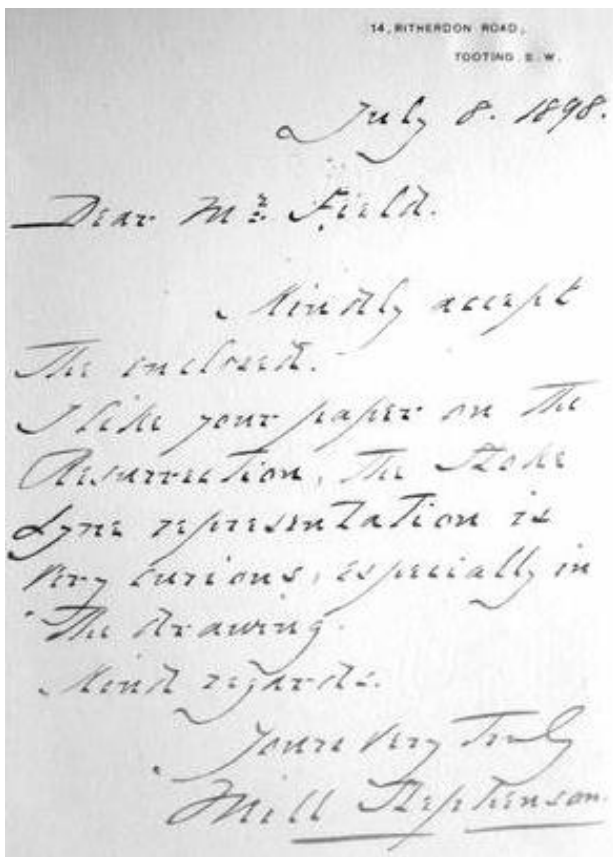 14, RITHERDON ROAD,
TOOTING S.W.
July 8. 1898.
Dear Mr. Field.
Kindly accept
The enclosed.
I like your paper on the
Resurrection, the Stoke
Lyne representation is
very curious, especially in
the drawing.
Kind regards.
Yours very truly
Mill Stephenson.